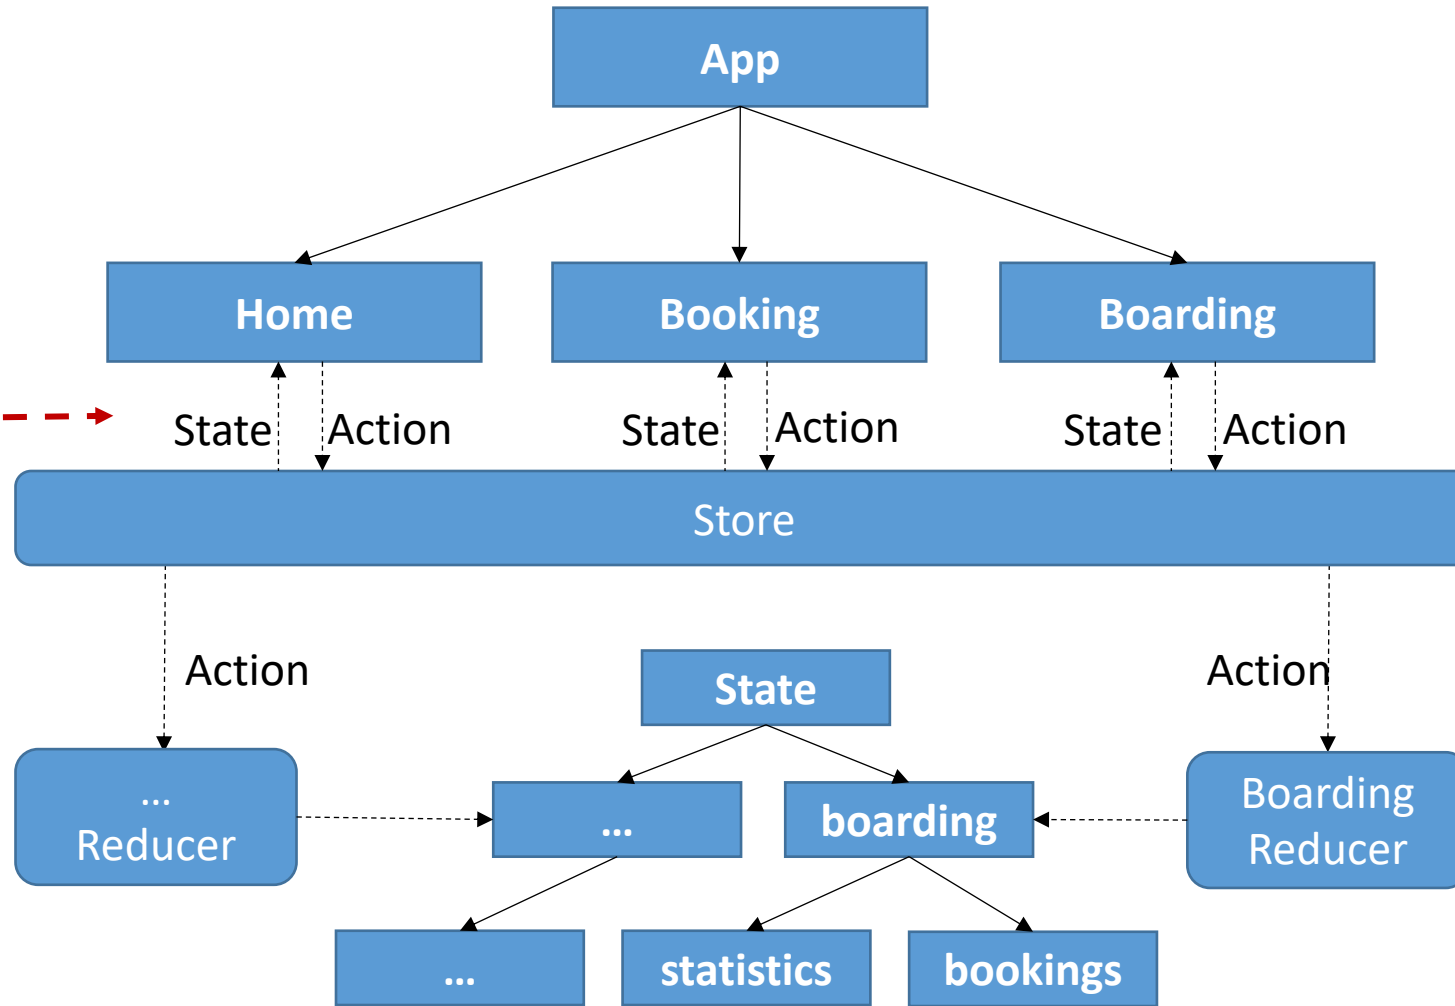 App
Home
Booking
Boarding
State
Action
State
Action
State
Action
Store
Action
Action
State
...
Reducer
...
boarding
Boarding
Reducer
...
statistics
bookings